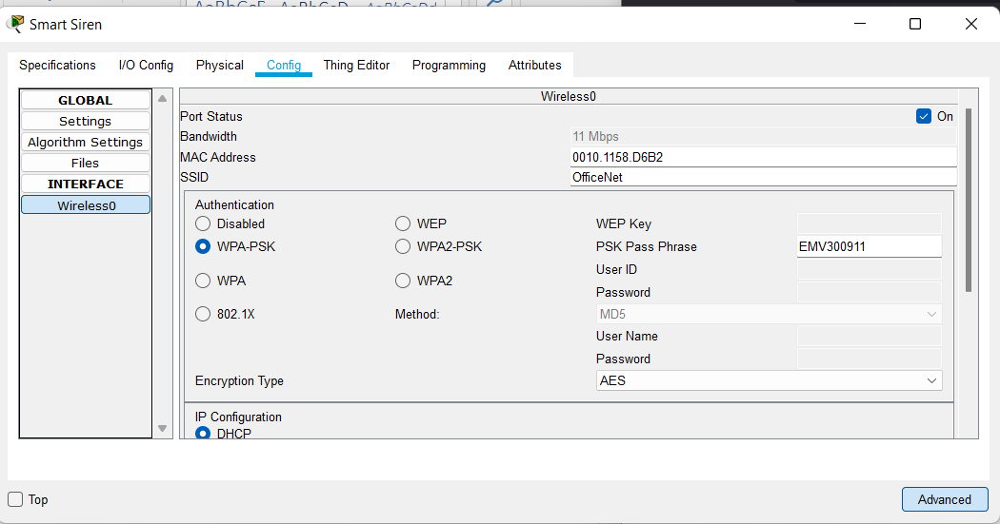 Smart Siren
Specifications I/O Config Physical Config Thing Editor Programming Attributes
GLOBAL
Settings
Algorithm Settings
Files
INTERFACE
Wireless0
Wireless0
Port Status On
Bandwidth 11 Mbps
MAC Address 0010.1158.D6B2
SSID OfficeNet
Authentication
Disabled WEP WEP Key
WPA-PSK WPA2-PSK PSK Pass Phrase EMV300911
User ID
WPA WPA2
Password
802.1X Method: MD5
User Name
Password
Encryption Type AES
IP Configuration
DHCP
Top Advanced